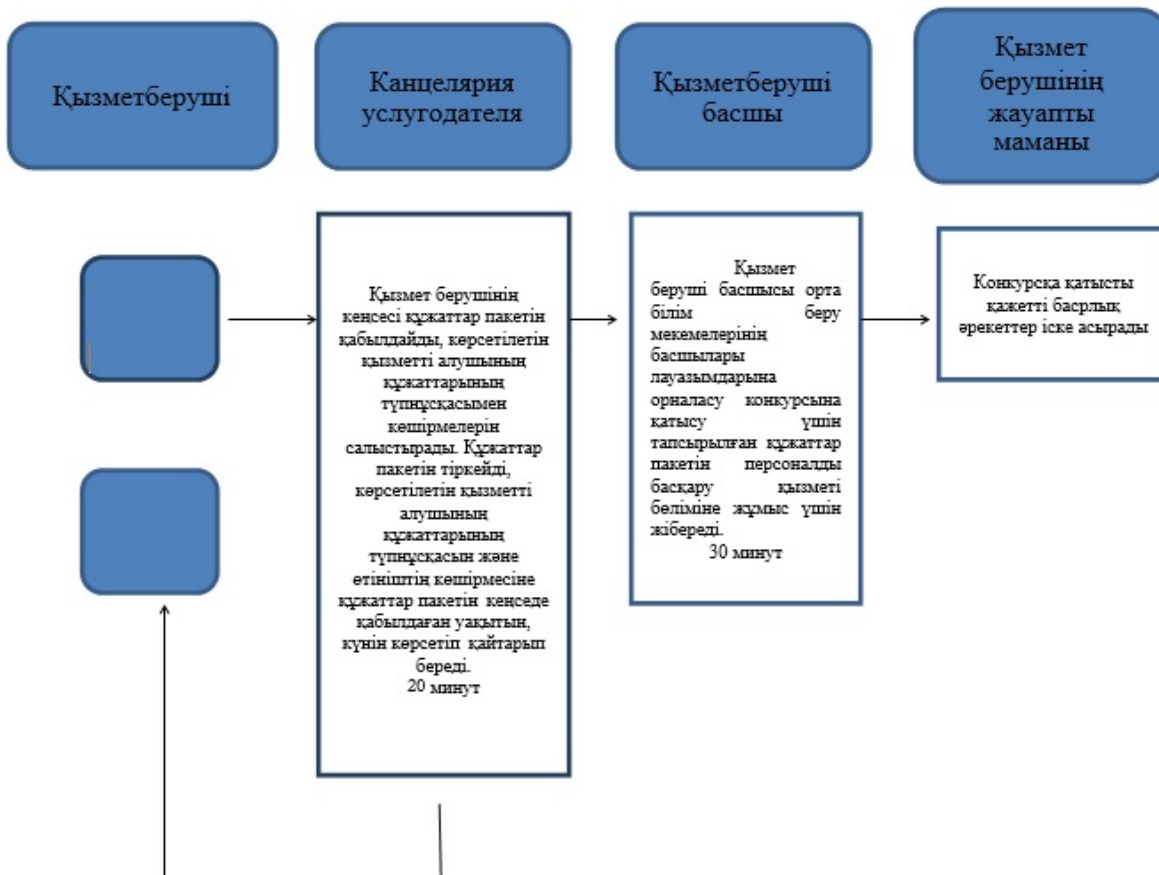 Қызметберуші
Канцелярия
услугодателя
Қызметберуші
басшы
Қызмет
берушінің
жауапты
маманы
Қызмет берушінің
кеңсесі құжаттар пакетін
қабылдайды, көрсетілетін
қызметті алушының
құжаттарының
түпнұсқасымен
көшірмелерін
салыстырады. Құжаттар
пакетін тіркейді,
көрсетілетін қызметті
алушының
құжаттарының
түпнұсқасын және
өтініштің көшірмесіне
құжаттар пакетін кеңседе
қабылдаған уақытын,
күнін көрсетіп қайтарып
береді.
20 минут
Қызмет
беруші басшысы орта
білім беру
мекемелерінің
басшылары
лауазымдарына
орналасу конкурсына
қатысу үшін
тапсырылған құжаттар
пакетін персоналды
басқару қызметі
бөліміне жұмыс үшін
жібереді.
30 минут
Конкурсқа қатысты
қажетті басрлық
әрекеттер іске асырады